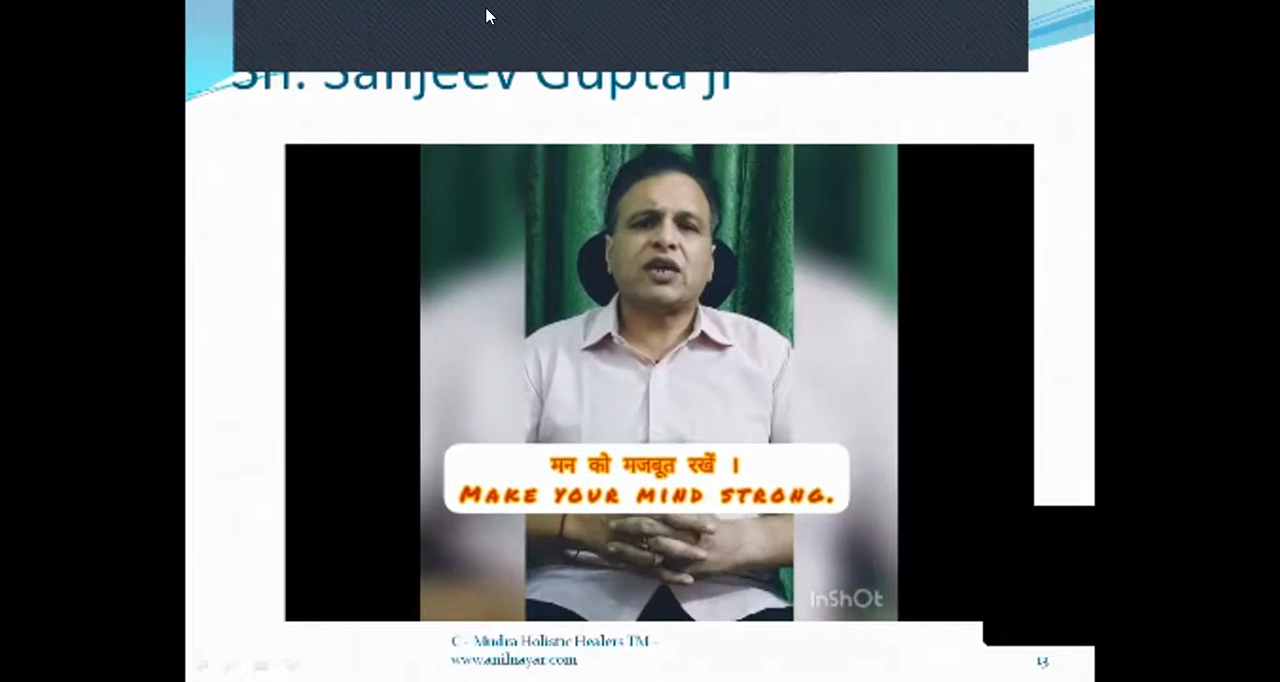 Sh. Sanjeev Gupta ji
मन को मजबूत रखें ।
MAKE YOUR MIND STRONG.
InShOt
C - Mudra Holistic Healers TM -
www.anilnayar.com
13